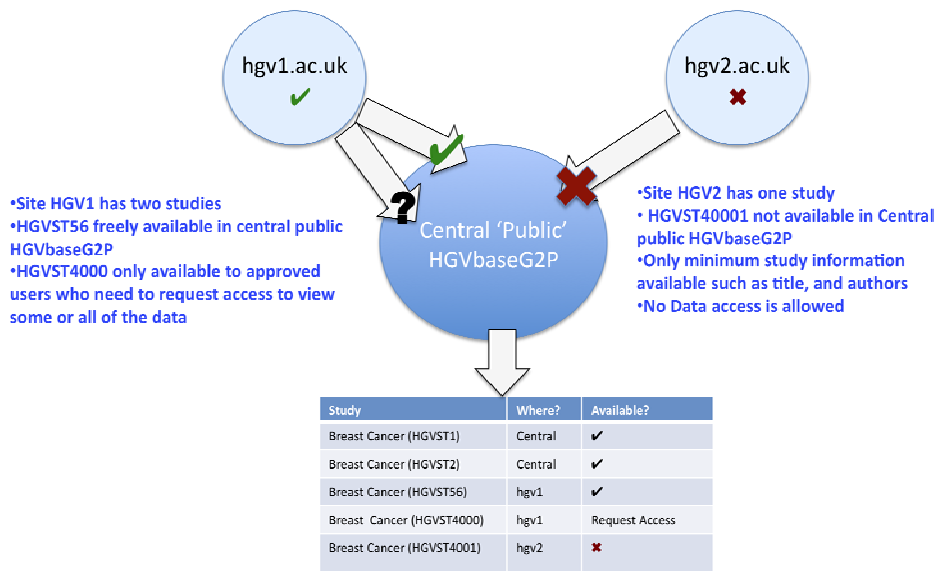 hgv1.ac.uk
✔
hgv2.ac.uk
✖
✔
?
✖
Central ‘Public’
HGVbaseG2P
•Site HGV1 has two studies
•HGVST56 freely available in central public
HGVbaseG2P
•HGVST4000 only available to approved
users who need to request access to view
some or all of the data
•Site HGV2 has one study
• HGVST40001 not available in Central
public HGVbaseG2P
•Only minimum study information
available such as title, and authors
•No Data access is allowed
Study Where? Available?
Breast Cancer (HGVST1) Central ✔
Breast Cancer (HGVST2) Central ✔
Breast Cancer (HGVST56) hgv1 ✔
Breast Cancer (HGVST4000) hgv1 Request Access
Breast Cancer (HGVST4001) hgv2 ✖